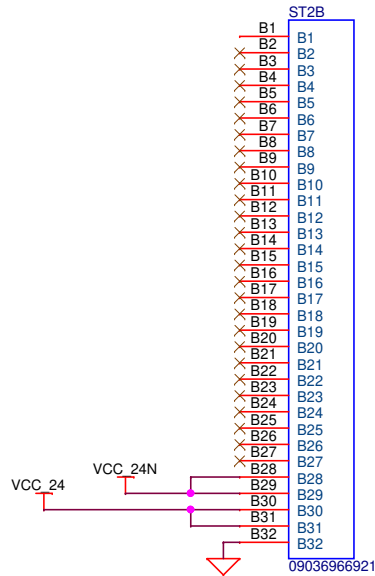 ST2B
B1 B1
B2 B2
B3 B3
B4 B4
B5 B5
B6 B6
B7 B7
B8 B8
B9 B9
B10 B10
B11 B11
B12 B12
B13 B13
B14 B14
B15 B15
B16 B16
B17 B17
B18 B18
B19 B19
B20 B20
B21 B21
B22 B22
B23 B23
B24 B24
B25 B25
B26 B26
B27 B27
VCC_24N B28 B28
VCC_24 B29 B29
B30 B30
B31 B31
B32 B32
09036966921